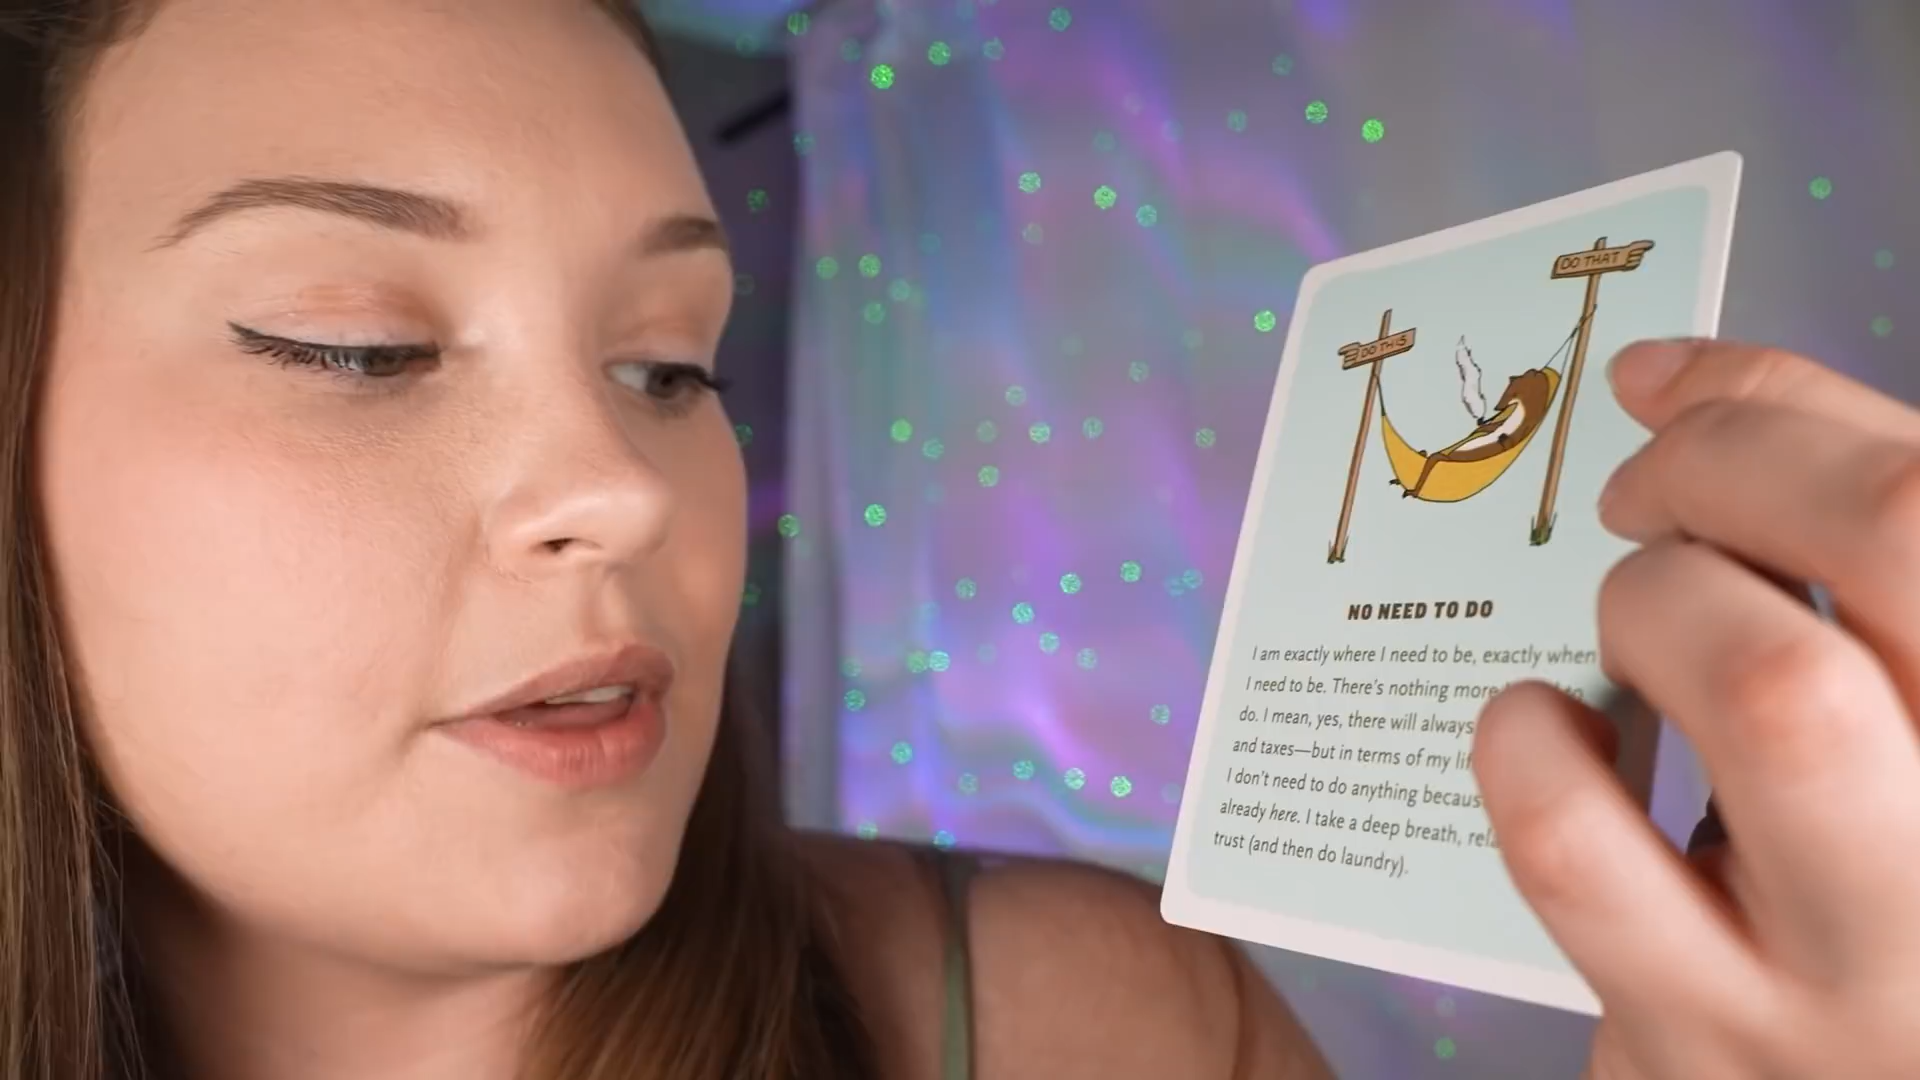 DO THIS
DO THAT
NO NEED TO DO
I am exactly where I need to be, exactly when
I need to be. There's nothing more to
do. I mean, yes, there will always
and taxes—but in terms of my
I don't need to do anything
already here. I take a deep breath,
trust (and then do laundry).